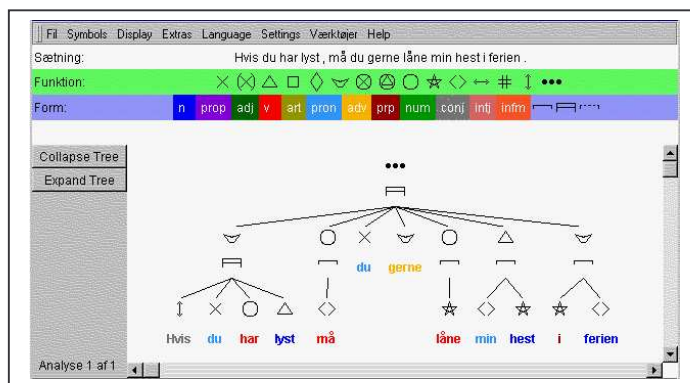 Fil Symbols Display Extras Language Settings Værktøjer Help
Sætning: Hvis du har lyst , må du gerne låne min hest i ferien .
Funktion:
Form: n prop adj v art pron adv prp num conj intj infm
Collapse Tree
Expand Tree
du gerne
Hvis du har lyst må låne min hest i ferien
Analyse 1 af 1